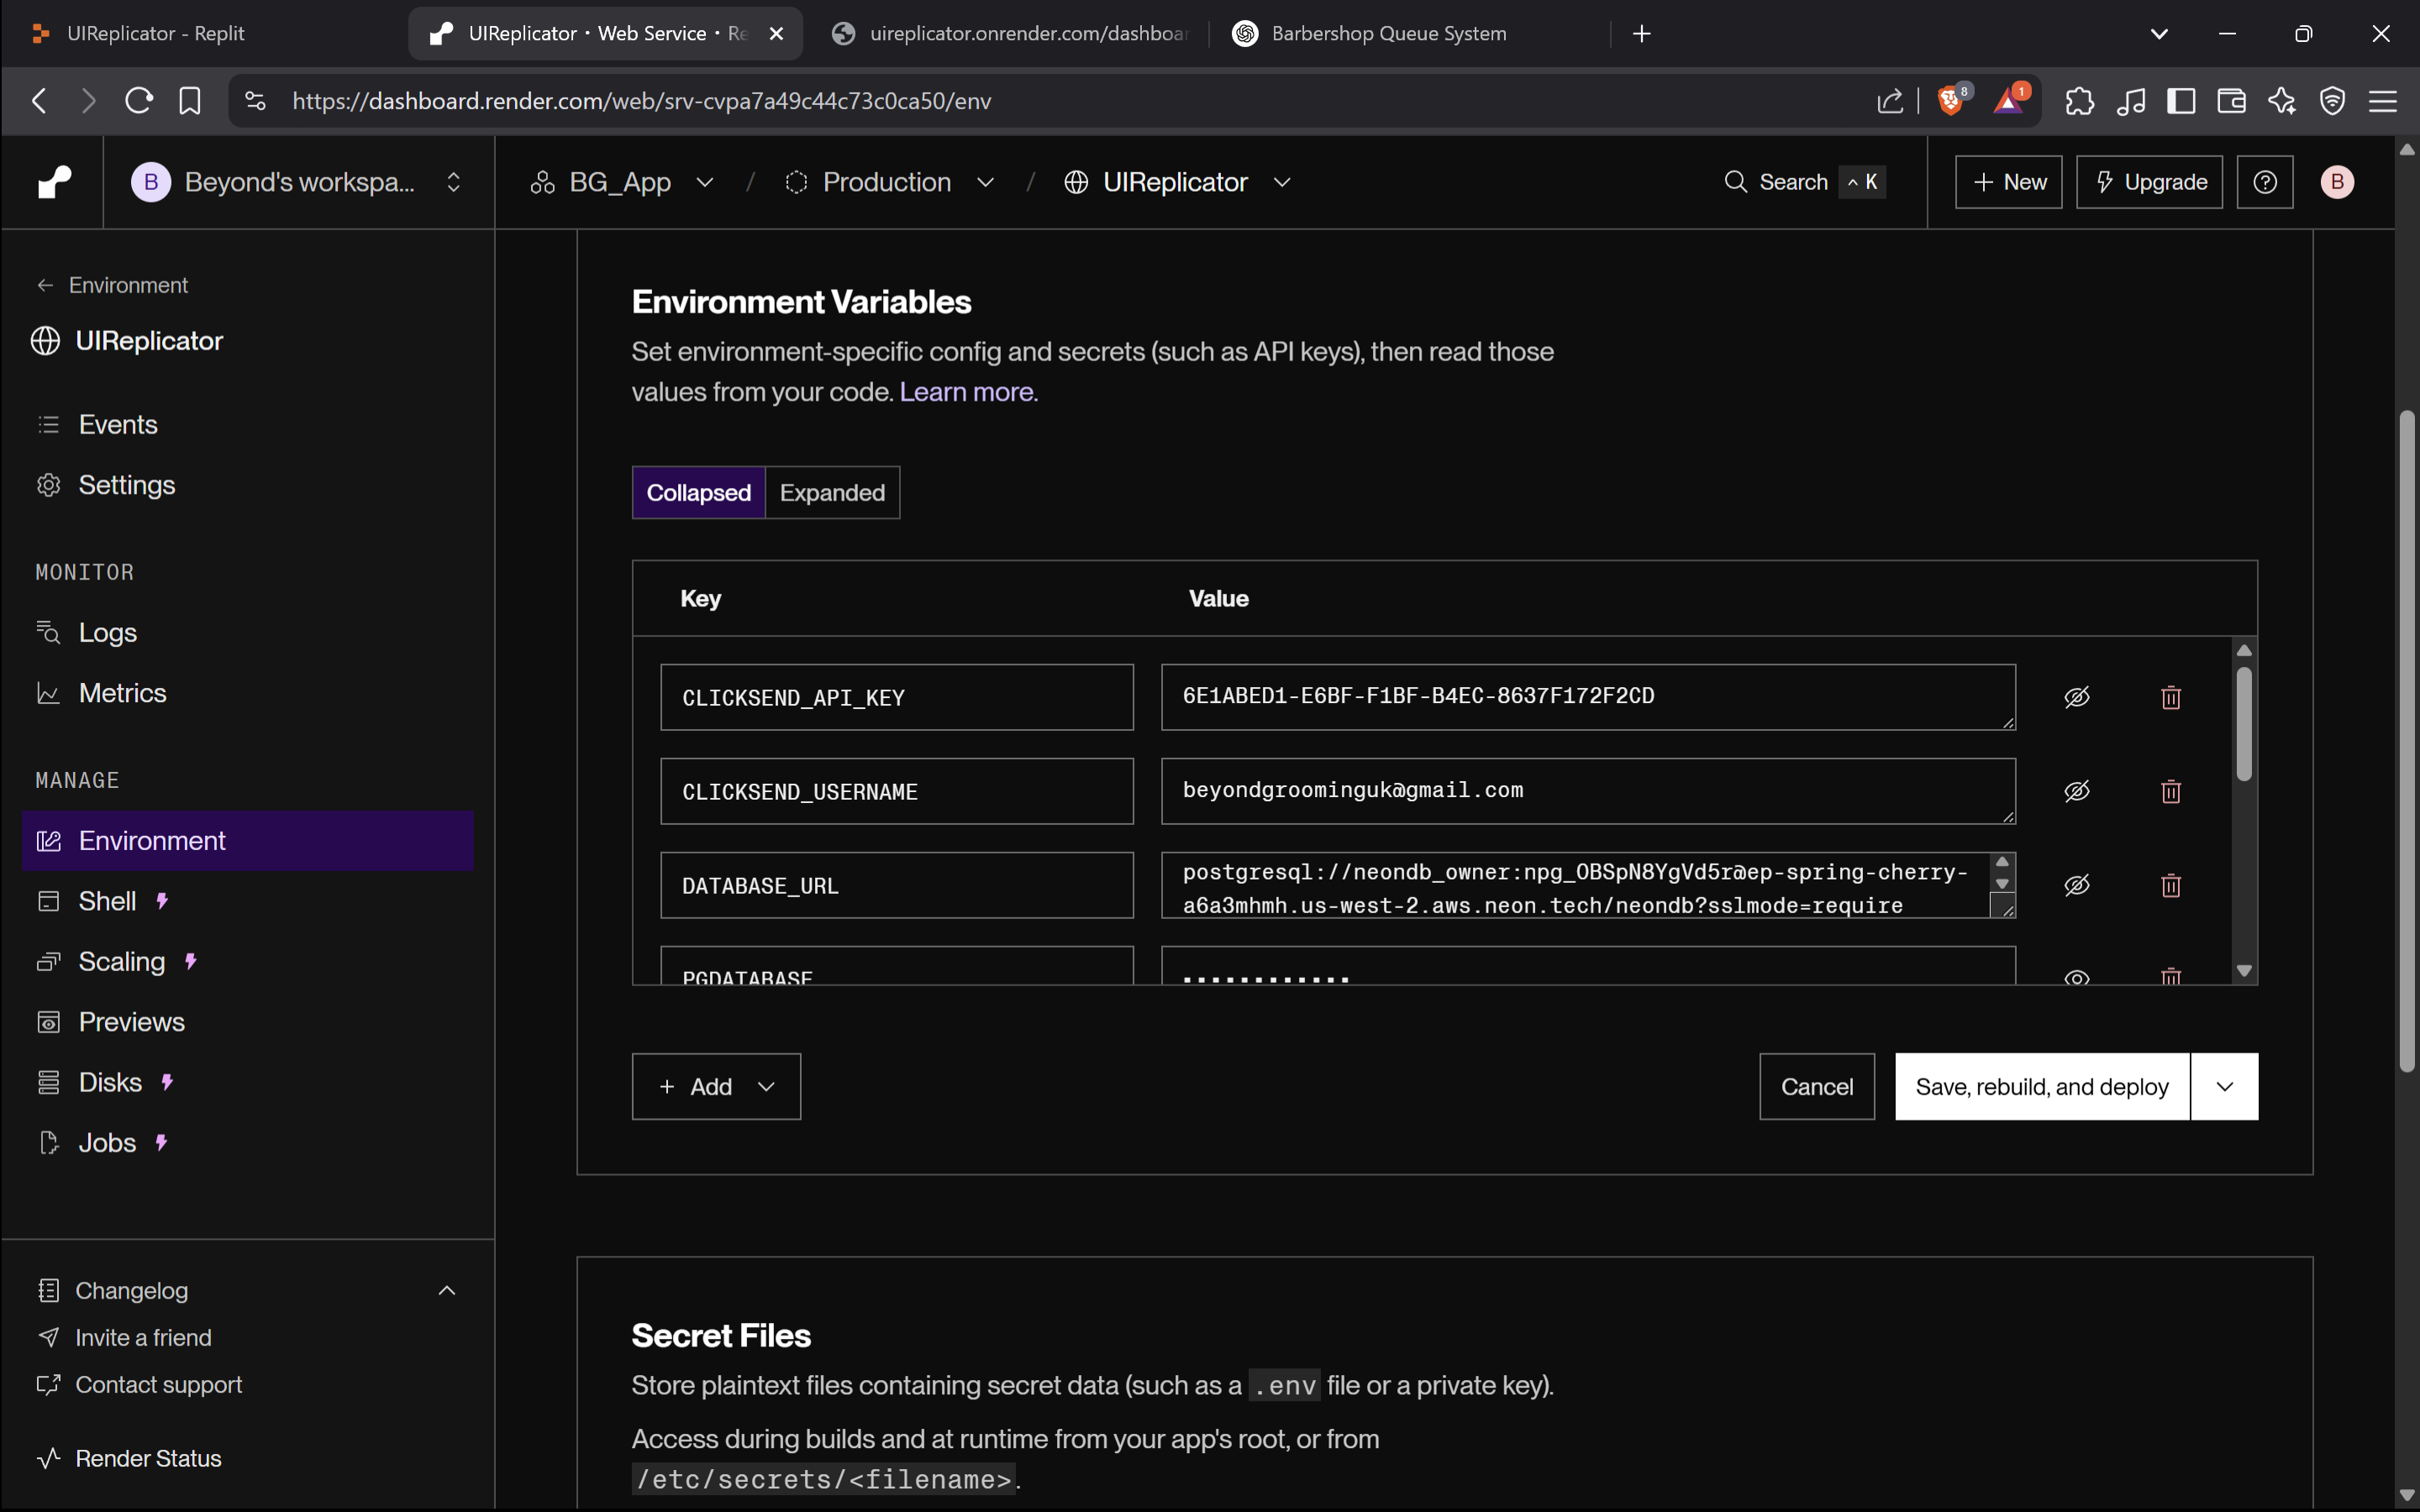 UIReplicator - Replit
UIReplicator · Web Service · Re
uireplicator.onrender.com/dashboar
Barbershop Queue System
https://dashboard.render.com/web/srv-cvpa7a49c44c73c0ca50/env
8
1
B
Beyond's workspa...
BG_App
/
Production
/
UIReplicator
Search
^ K
+ New
Upgrade
B
← Environment
UIReplicator
Events
Settings
MONITOR
Logs
Metrics
MANAGE
Environment
Shell
Scaling
Previews
Disks
Jobs
Changelog
Invite a friend
Contact support
Render Status
Environment Variables
Set environment-specific config and secrets (such as API keys), then read those
values from your code. Learn more.
Collapsed
Expanded
Key
Value
CLICKSEND_API_KEY
6E1ABED1-E6BF-F1BF-B4EC-8637F172F2CD
CLICKSEND_USERNAME
beyondgroominguk@gmail.com
DATABASE_URL
postgresql://neondb_owner:npg_OBSpN8YgVd5r@ep-spring-cherry-
a6a3mhmh.us-west-2.aws.neon.tech/neondb?sslmode=require
PGDATABASE
+ Add
Cancel
Save, rebuild, and deploy
Secret Files
Store plaintext files containing secret data (such as a .env file or a private key).
Access during builds and at runtime from your app's root, or from
/etc/secrets/<filename>.